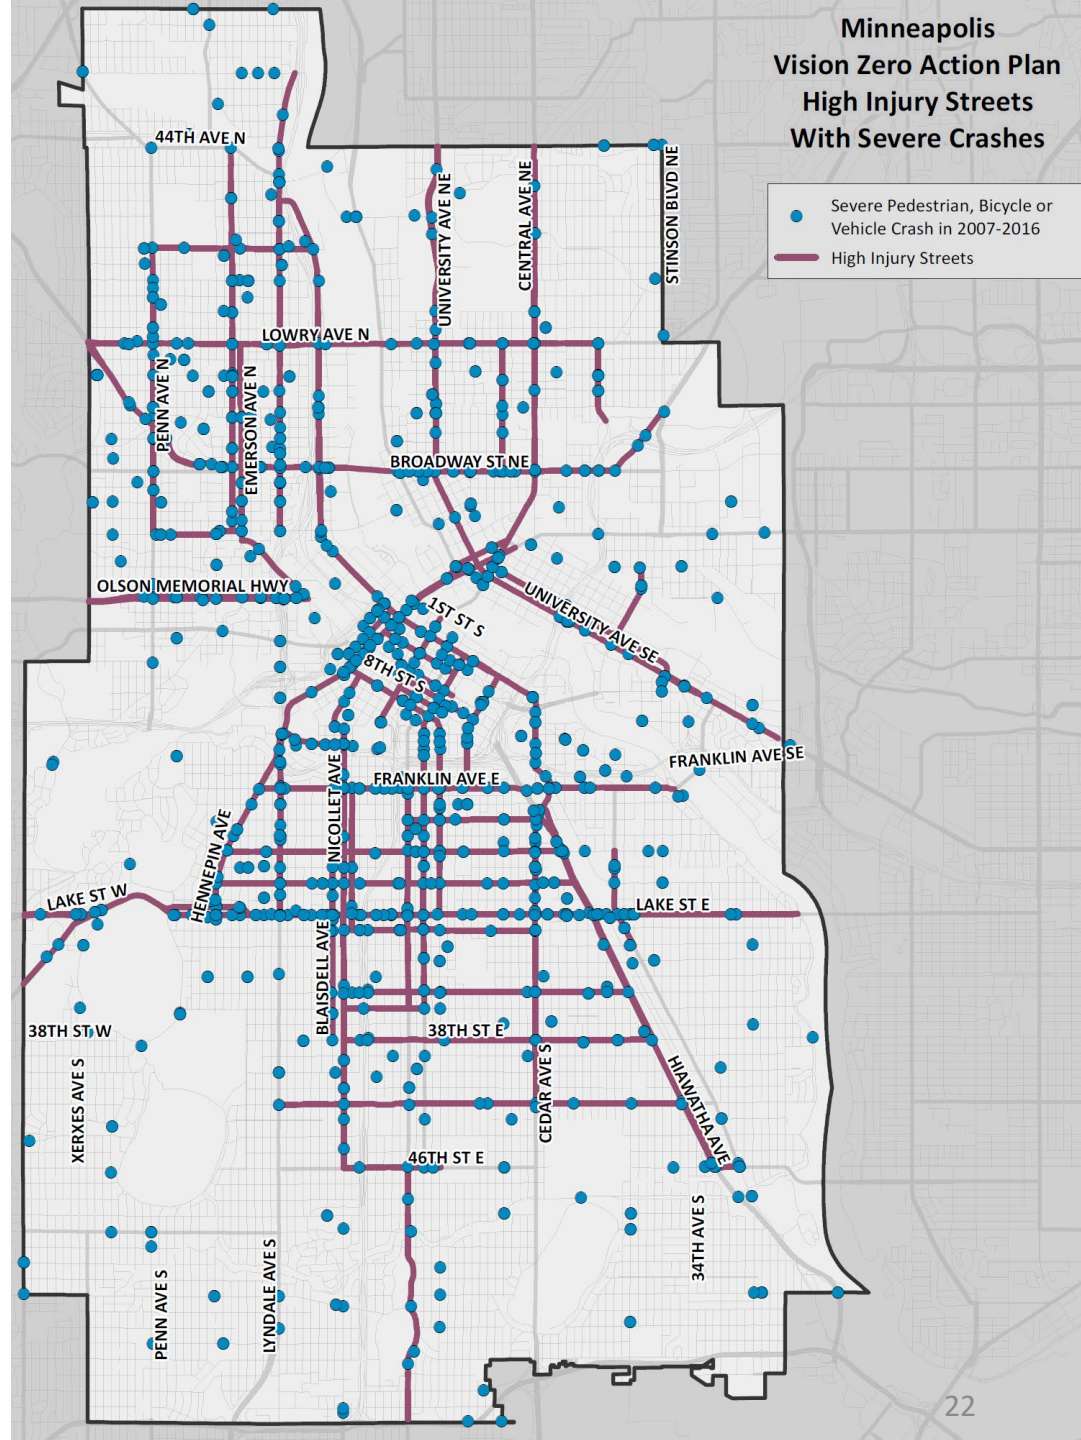 Minneapolis
Vision Zero Action Plan
High Injury Streets
With Severe Crashes
Severe Pedestrian, Bicycle or
Vehicle Crash in 2007-2016
High Injury Streets
44TH AVE N
UNIVERSITY AVE NE
CENTRAL AVE NE
STINSON BLVD NE
LOWRY AVE N
PENN AVE N
EMERSON AVE N
BROADWAY ST NE
OLSON MEMORIAL HWY
1ST ST S
UNIVERSITY AVE SE
8TH ST S
FRANKLIN AVE SE
FRANKLIN AVE E
NICOLLET AVE
HENNEPIN AVE
LAKE ST W
LAKE ST E
BLAISDELL AVE
38TH ST W
38TH ST E
XERXES AVE S
CEDAR AVE S
HIAWATHA AVE
46TH ST E
34TH AVE S
PENN AVE S
LYNDALE AVE S
22